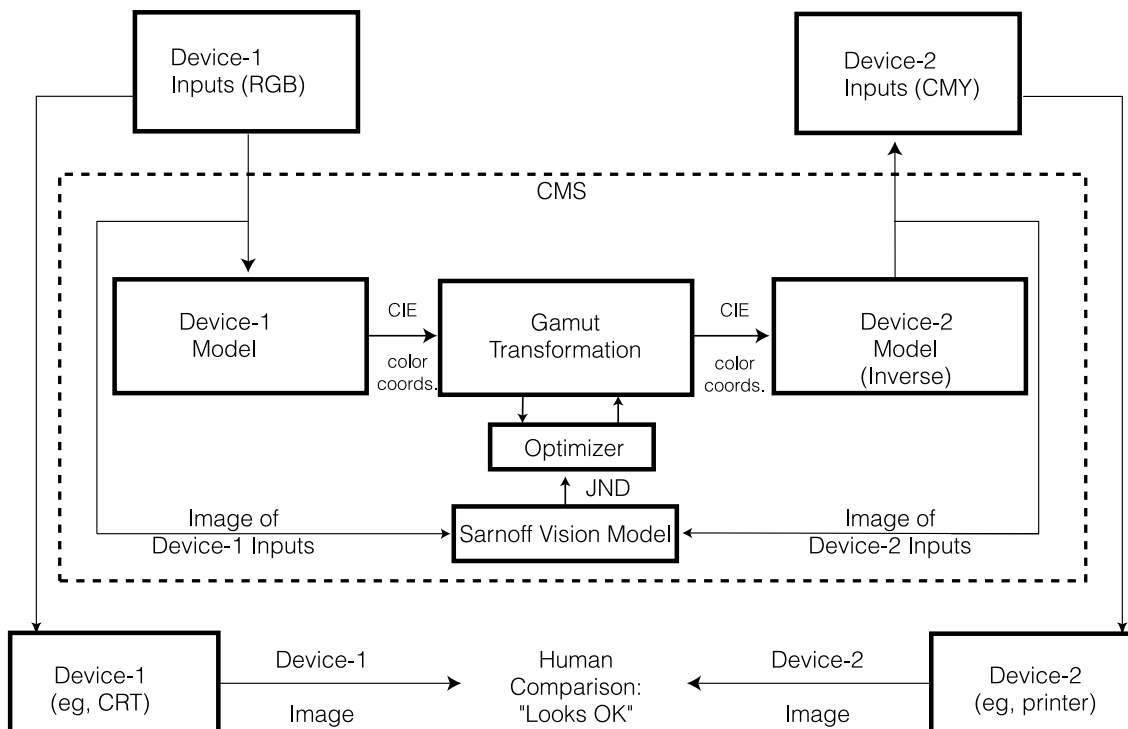 Device-1
Inputs (RGB)
Device-2
Inputs (CMY)
CMS
Device-1
Model
CIE
color
coords.
Gamut
Transformation
CIE
color
coords.
Device-2
Model
(Inverse)
Optimizer
JND
Sarnoff Vision Model
Image of
Device-1 Inputs
Image of
Device-2 Inputs
Device-1
(eg, CRT)
Device-1
Image
Human
Comparison:
"Looks OK"
Device-2
Image
Device-2
(eg, printer)